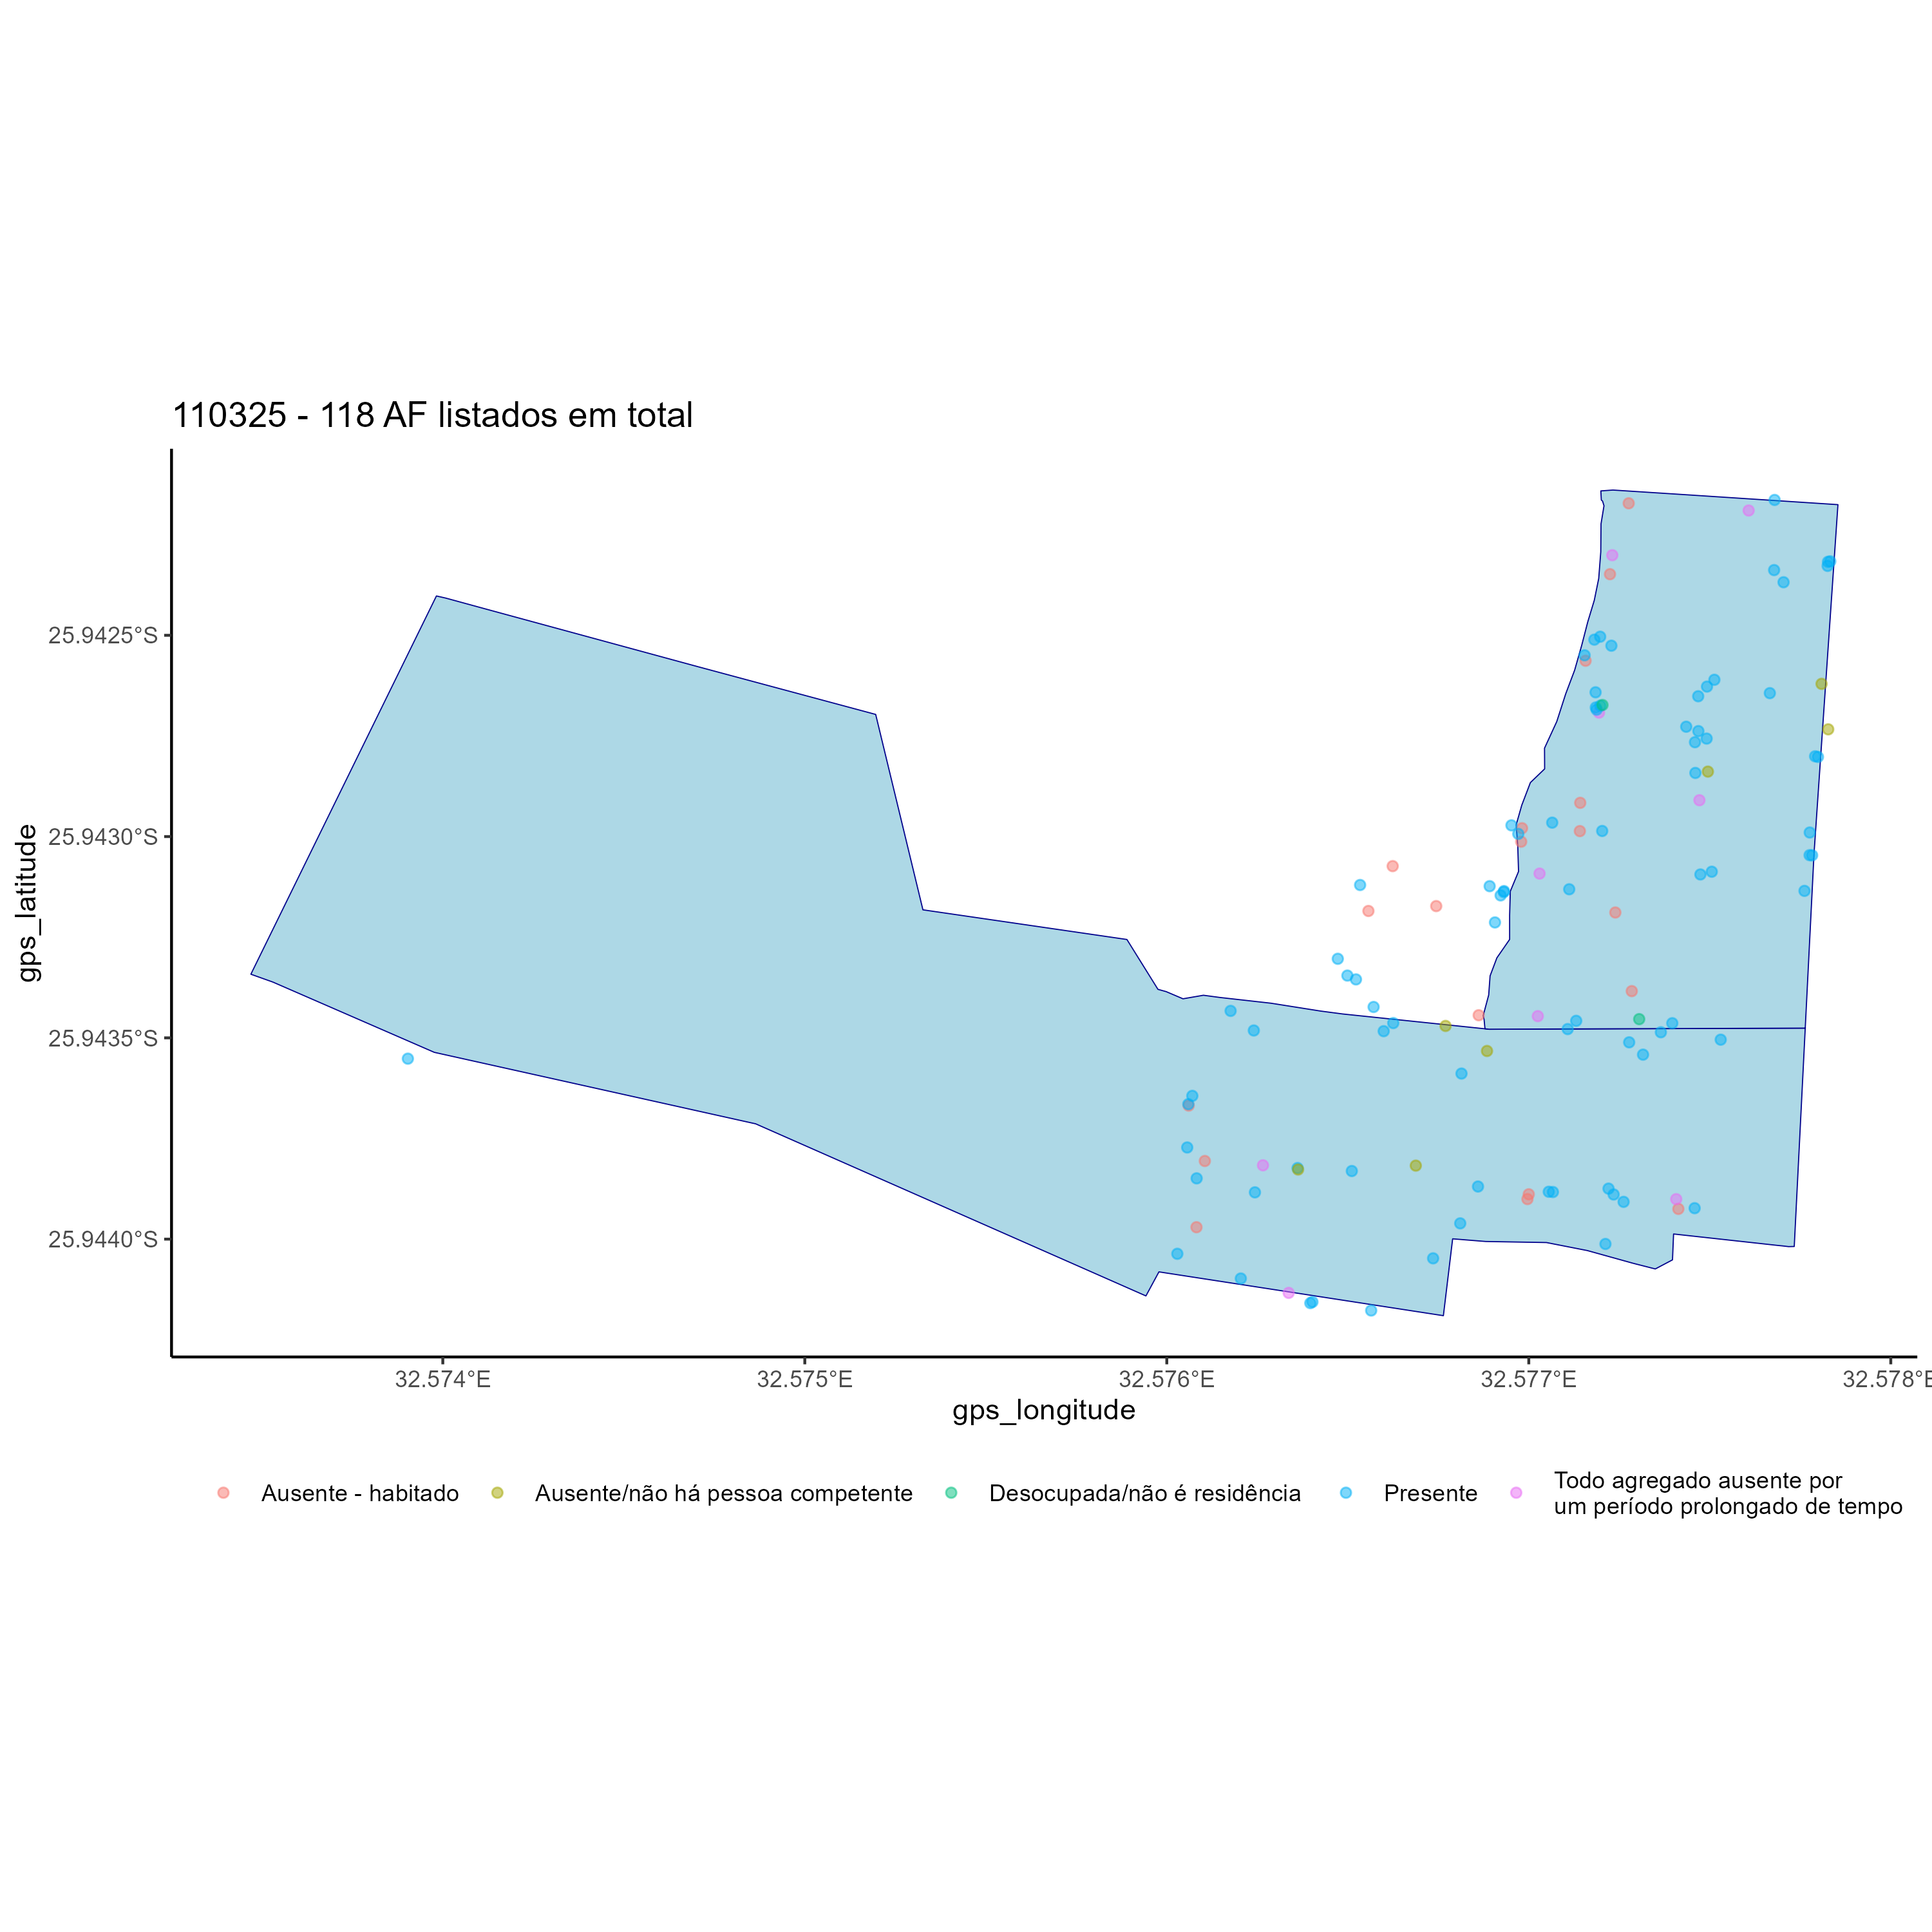 110325 - 118 AF listados em total
gps_latitude
25.9425°S
25.9430°S
25.9435°S
25.9440°S
32.574°E
32.575°E
32.576°E
32.577°E
32.578°E
gps_longitude
Ausente - habitado
Ausente/não há pessoa competente
Desocupada/não é residência
Presente
Todo agregado ausente por
um período prolongado de tempo